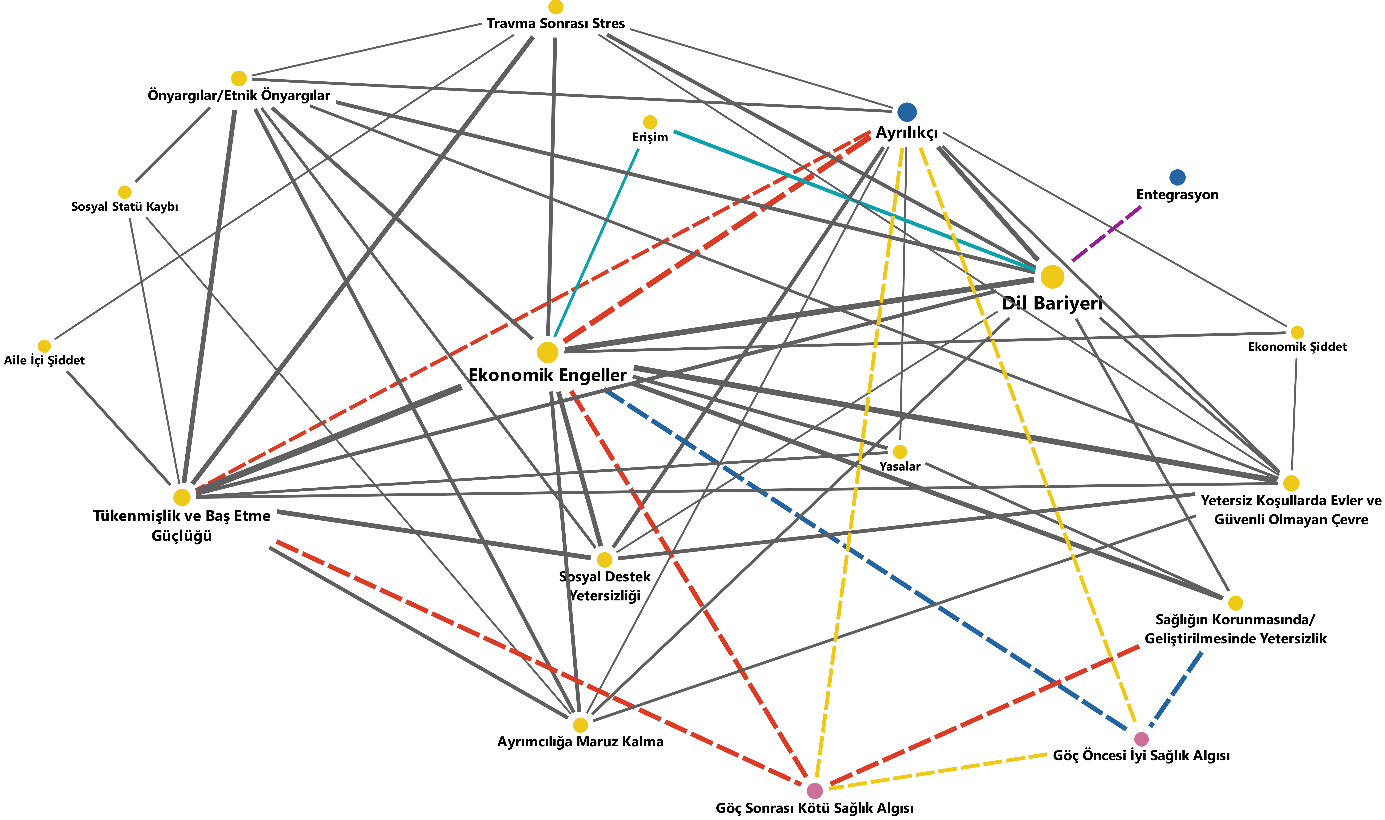 Travma Sonrası Stres
Önyargılar/Etnik Önyargılar
Erişim
Ayrılıkçı
Entegrasyon
Sosyal Statü Kaybı
Dil Bariyeri
Aile İçi Şiddet
Ekonomik Engeller
Ekonomik Şiddet
Yasalar
Tükenmişlik ve Baş Etme
Güçlüğü
Yetersiz Koşullarda Evler ve
Güvenli Olmayan Çevre
Sosyal Destek
Yetersizliği
Sağlığın Korunmasında/
Geliştirilmesinde Yetersizlik
Ayrımcılığa Maruz Kalma
Göç Öncesi İyi Sağlık Algısı
Göç Sonrası Kötü Sağlık Algısı